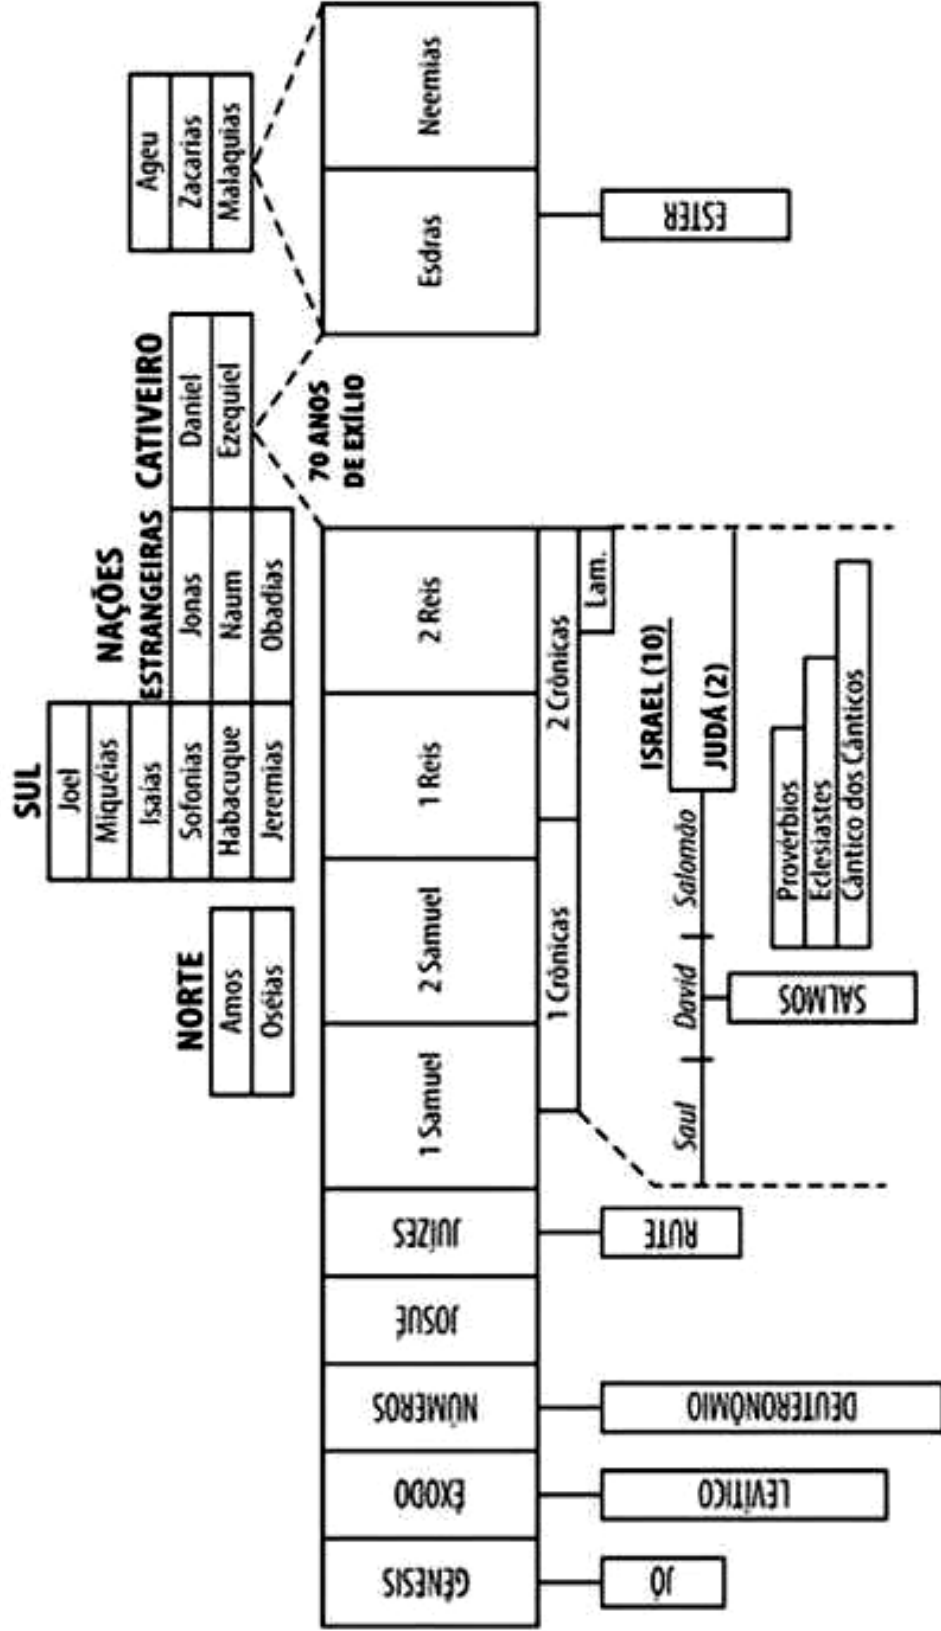 SUL
Joel
Miquéias
Isaías
Sofonias
Habacuque
Jeremias
NORTE
Amos
Oséias
NAÇÕES
ESTRANGEIRAS
Jonas
Naum
Obadias
CATIVEIRO
Daniel
Ezequiel
Ageu
Zacarias
Malaquias
70 ANOS
DE EXÍLIO
GÊNESIS
ÊXODO
NÚMEROS
JOSUÉ
JUÍZES
1 Samuel
2 Samuel
1 Reis
2 Reis
Esdras
Neemias
1 Crônicas
2 Crônicas
Lam.
JÓ
LEVÍTICO
DEUTERONÔMIO
RUTE
ESTER
Saul
David
Salomão
ISRAEL (10)
JUDÁ (2)
SALMOS
Provérbios
Eclesiastes
Cântico dos Cânticos